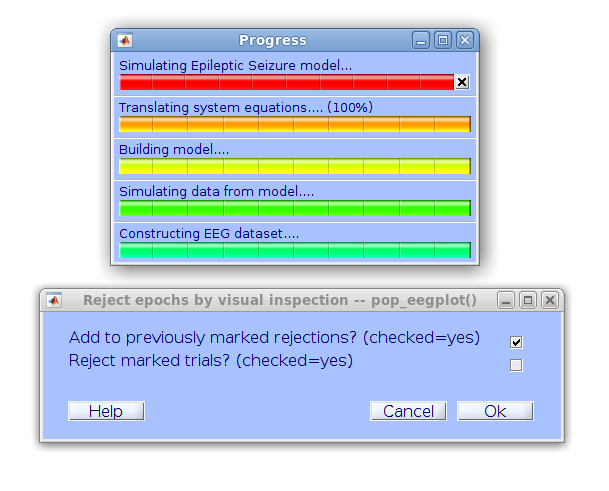 Progress
Simulating Epileptic Seizure model...
Translating system equations.... (100%)
Building model....
Simulating data from model....
Constructing EEG dataset....
Reject epochs by visual inspection -- pop_eegplot()
Add to previously marked rejections? (checked=yes)
Reject marked trials? (checked=yes)
Help Cancel Ok